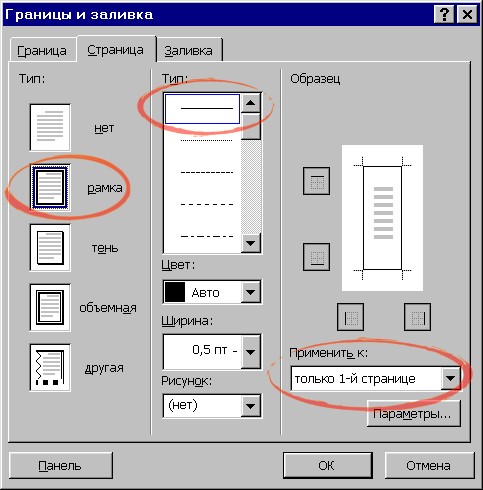 Границы и заливка
Граница
Страница
Заливка
Тип:
нет
рамка
тень
объемная
другая
Тип:
Цвет:
Авто
Ширина:
0,5 пт
Рисунок:
(нет)
Образец
Применить к:
только 1-й странице
Параметры...
Панель
ОК
Отмена